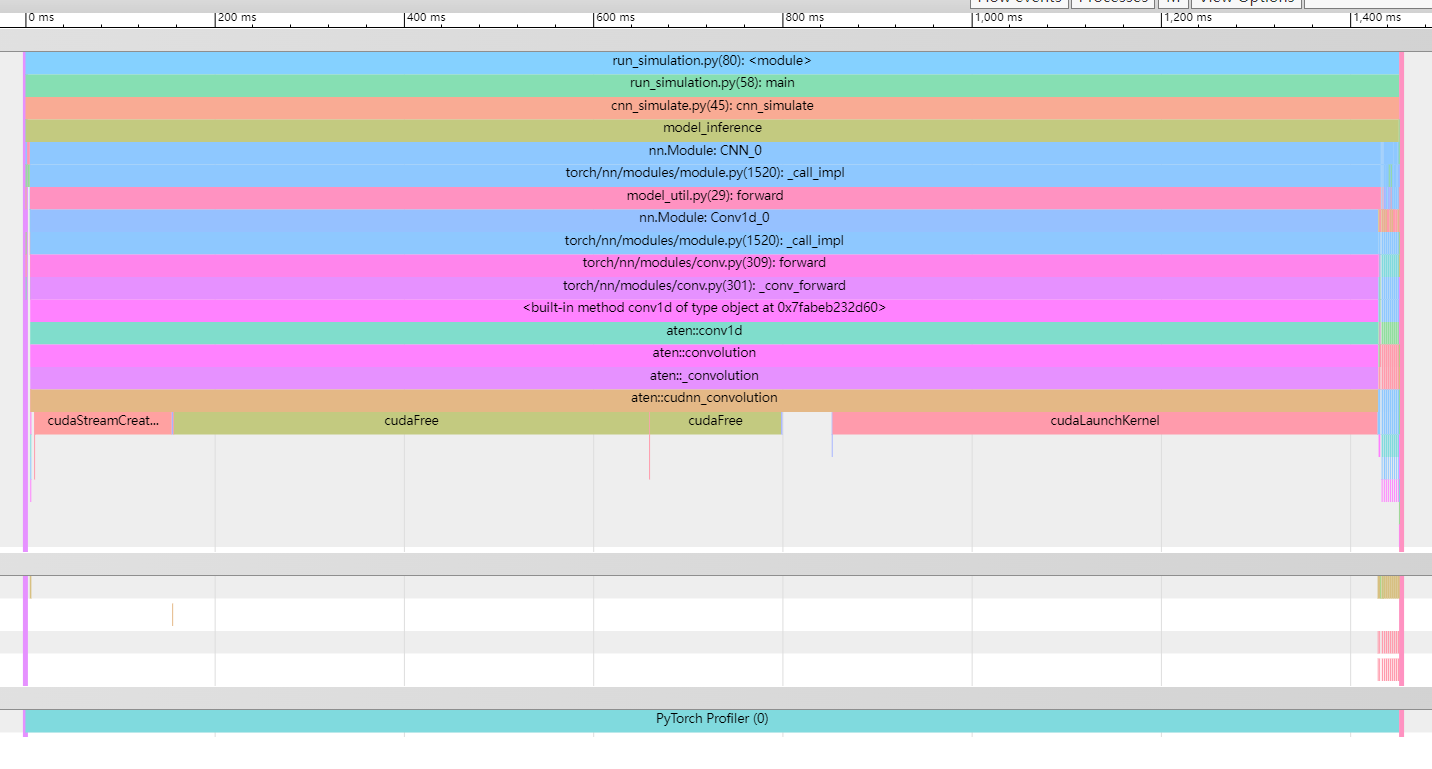 Flow events Processes M View Options
0 ms 200 ms 400 ms 600 ms 800 ms 1,000 ms 1,200 ms 1,400 ms
run_simulation.py(80): <module>
run_simulation.py(58): main
cnn_simulate.py(45): cnn_simulate
model_inference
nn.Module: CNN_0
torch/nn/modules/module.py(1520): _call_impl
model_util.py(29): forward
nn.Module: Conv1d_0
torch/nn/modules/module.py(1520): _call_impl
torch/nn/modules/conv.py(309): forward
torch/nn/modules/conv.py(301): _conv_forward
<built-in method conv1d of type object at 0x7fabeb232d60>
aten::conv1d
aten::convolution
aten::_convolution
aten::cudnn_convolution
cudaStreamCreat... cudaFree cudaFree cudaLaunchKernel
PyTorch Profiler (0)